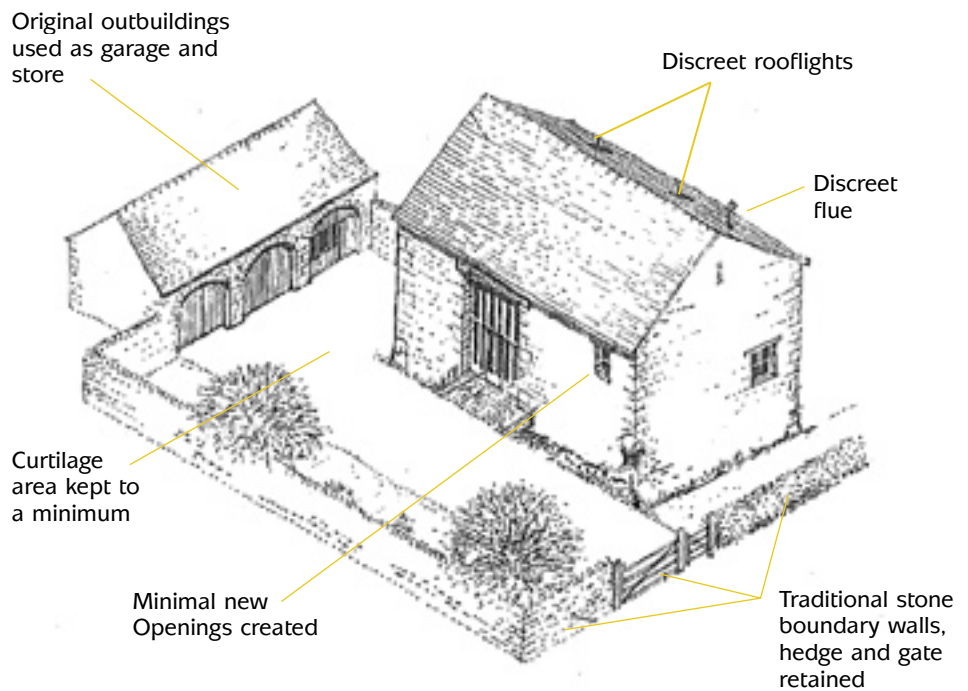 Original outbuildings
used as garage and
store
Discreet rooflights
Discreet
flue
Curtilage
area kept to
a minimum
Minimal new
Openings created
Traditional stone
boundary walls,
hedge and gate
retained